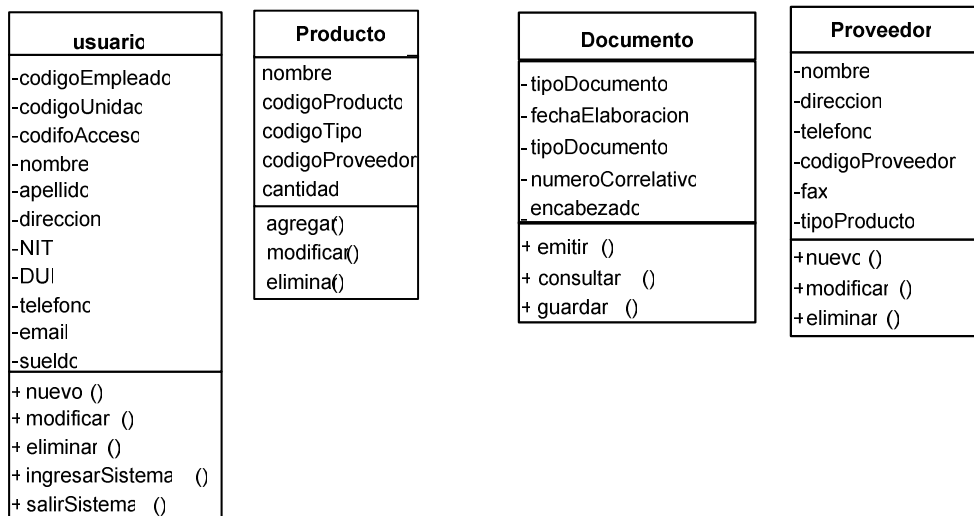 usuario
-codigoEmpleado
-codigoUnidad
-codifoAcceso
-nombre
-apellido
-direccion
-NIT
-DUI
-telefono
-email
-sueldo
+ nuevo ()
+ modificar ()
+ eliminar ()
+ ingresarSistema ()
+ salirSistema ()
Producto
nombre
codigoProducto
codigoTipo
codigoProveedor
cantidad
agregar()
modificar()
elimina()
Documento
-tipoDocumento
-fechaElaboracion
-tipoDocumento
-numeroCorrelativo
encabezado
+ emitir ()
+ consultar ()
+ guardar ()
Proveedor
-nombre
-direccion
-telefono
-codigoProveedor
-fax
-tipoProducto
+nuevo ()
+modificar ()
+eliminar ()